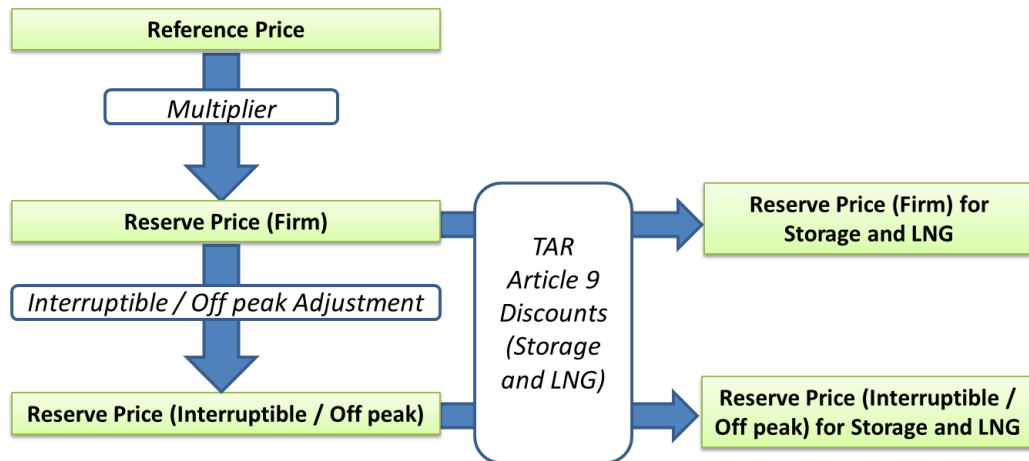 Reference Price
Multiplier
Reserve Price (Firm)
Interruptible / Off peak Adjustment
Reserve Price (Interruptible / Off peak)
TAR
Article 9
Discounts
(Storage
and LNG)
Reserve Price (Firm) for
Storage and LNG
Reserve Price (Interruptible /
Off peak) for Storage and LNG